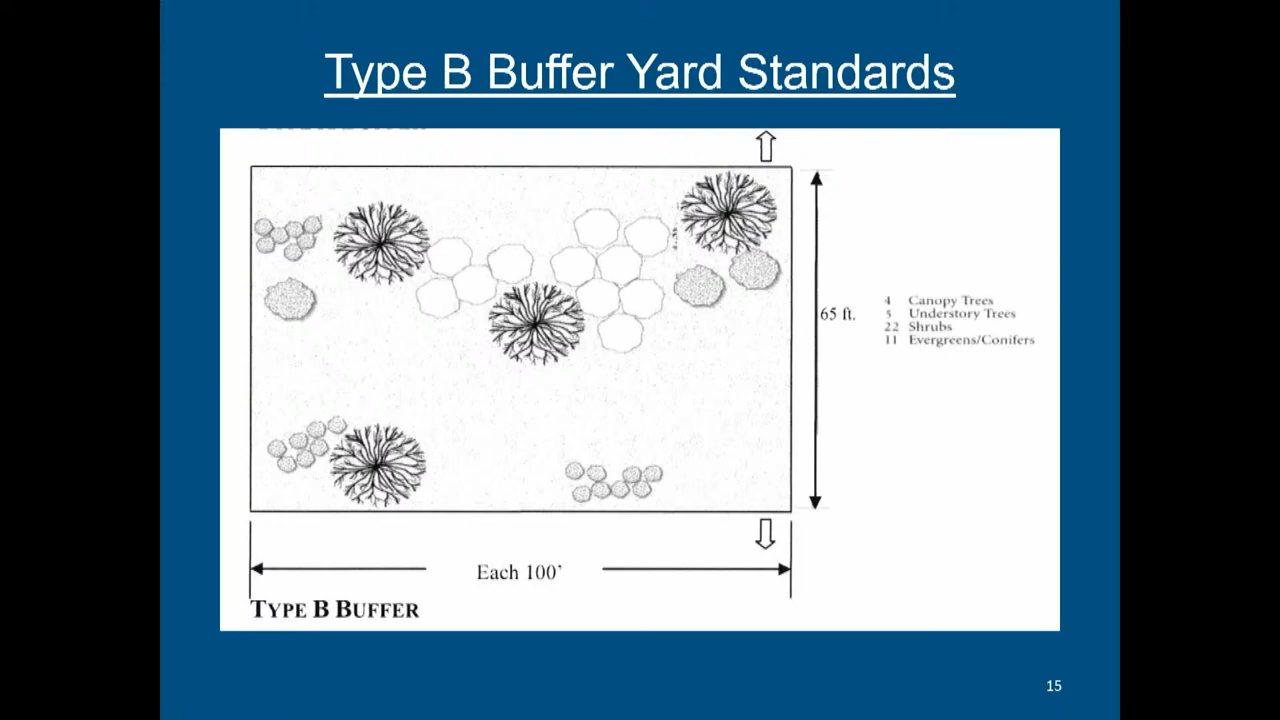 Type B Buffer Yard Standards
65 ft.
4 Canopy Trees
5 Understory Trees
22 Shrubs
11 Evergreens/Conifers
Each 100'
TYPE B BUFFER
15